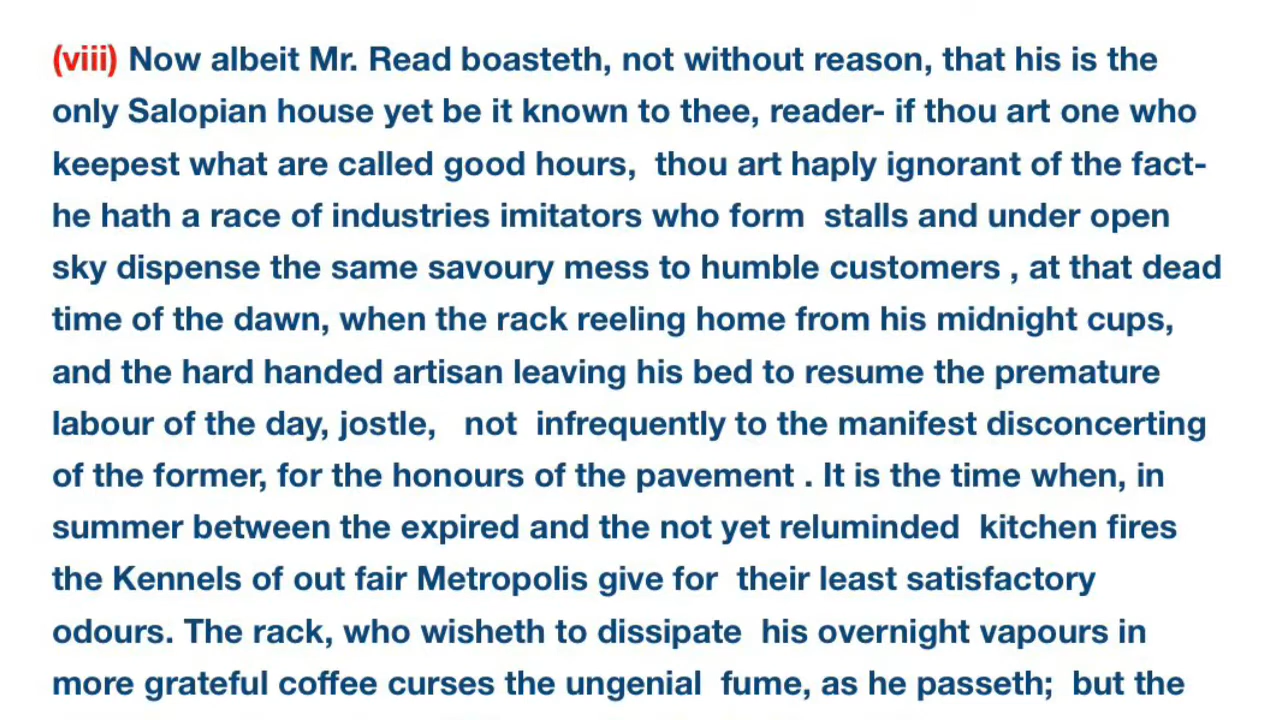 (viii) Now albeit Mr. Read boasteth, not without reason, that his is the
only Salopian house yet be it known to thee, reader- if thou art one who
keepest what are called good hours, thou art haply ignorant of the fact-
he hath a race of industries imitators who form stalls and under open
sky dispense the same savoury mess to humble customers , at that dead
time of the dawn, when the rack reeling home from his midnight cups,
and the hard handed artisan leaving his bed to resume the premature
labour of the day, jostle, not infrequently to the manifest disconcerting
of the former, for the honours of the pavement . It is the time when, in
summer between the expired and the not yet reluminded kitchen fires
the Kennels of out fair Metropolis give for their least satisfactory
odours. The rack, who wisheth to dissipate his overnight vapours in
more grateful coffee curses the ungenial fume, as he passeth; but the